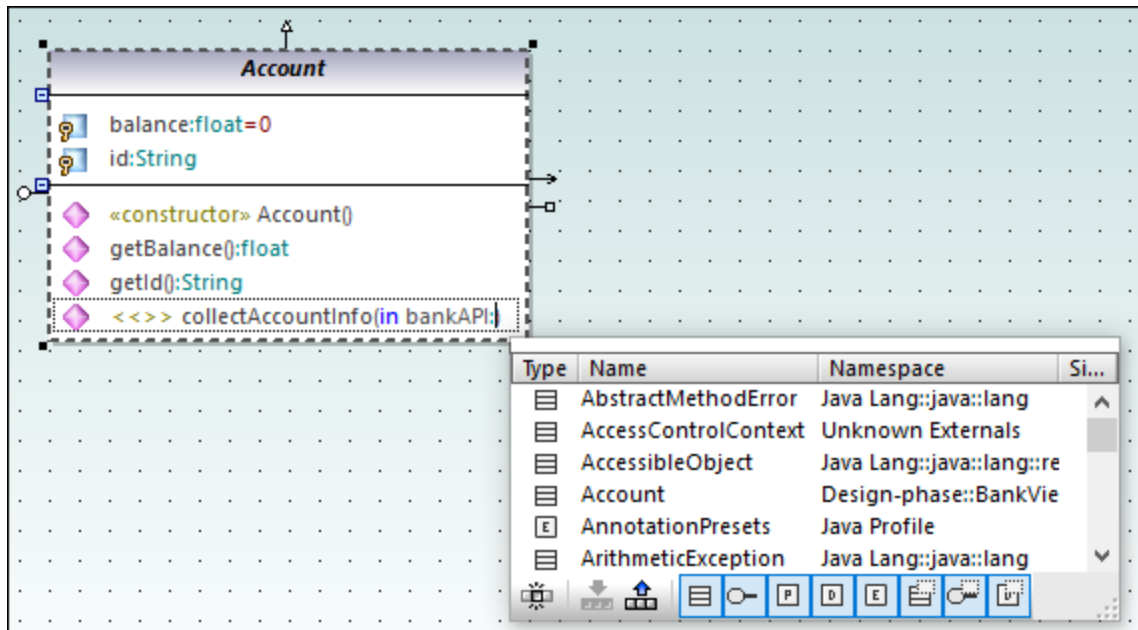 Account
balance:float=0
id:String
«constructor» Account()
getBalance():float
getId():String
<<>> collectAccountInfo(in bankAPI:)
Type Name Namespace Si...
AbstractMethodError Java Lang::java::lang
AccessControlContext Unknown Externals
AccessibleObject Java Lang::java::lang::re
Account Design-phase::BankVie
E AnnotationPresets Java Profile
ArithmeticException Java Lang::java::lang
P D E